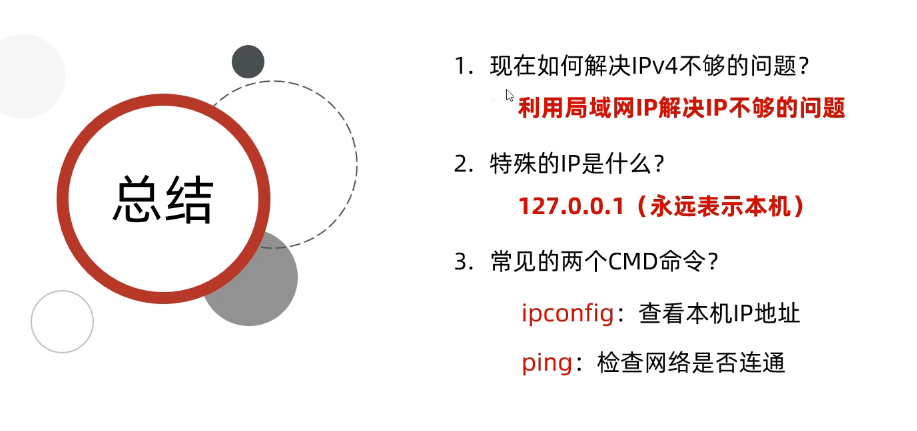 总结
1. 现在如何解决IPv4不够的问题?
利用局域网IP解决IP不够的问题
2. 特殊的IP是什么?
127.0.0.1（永远表示本机）
3. 常见的两个CMD命令?
ipconfig：查看本机IP地址
ping：检查网络是否连通